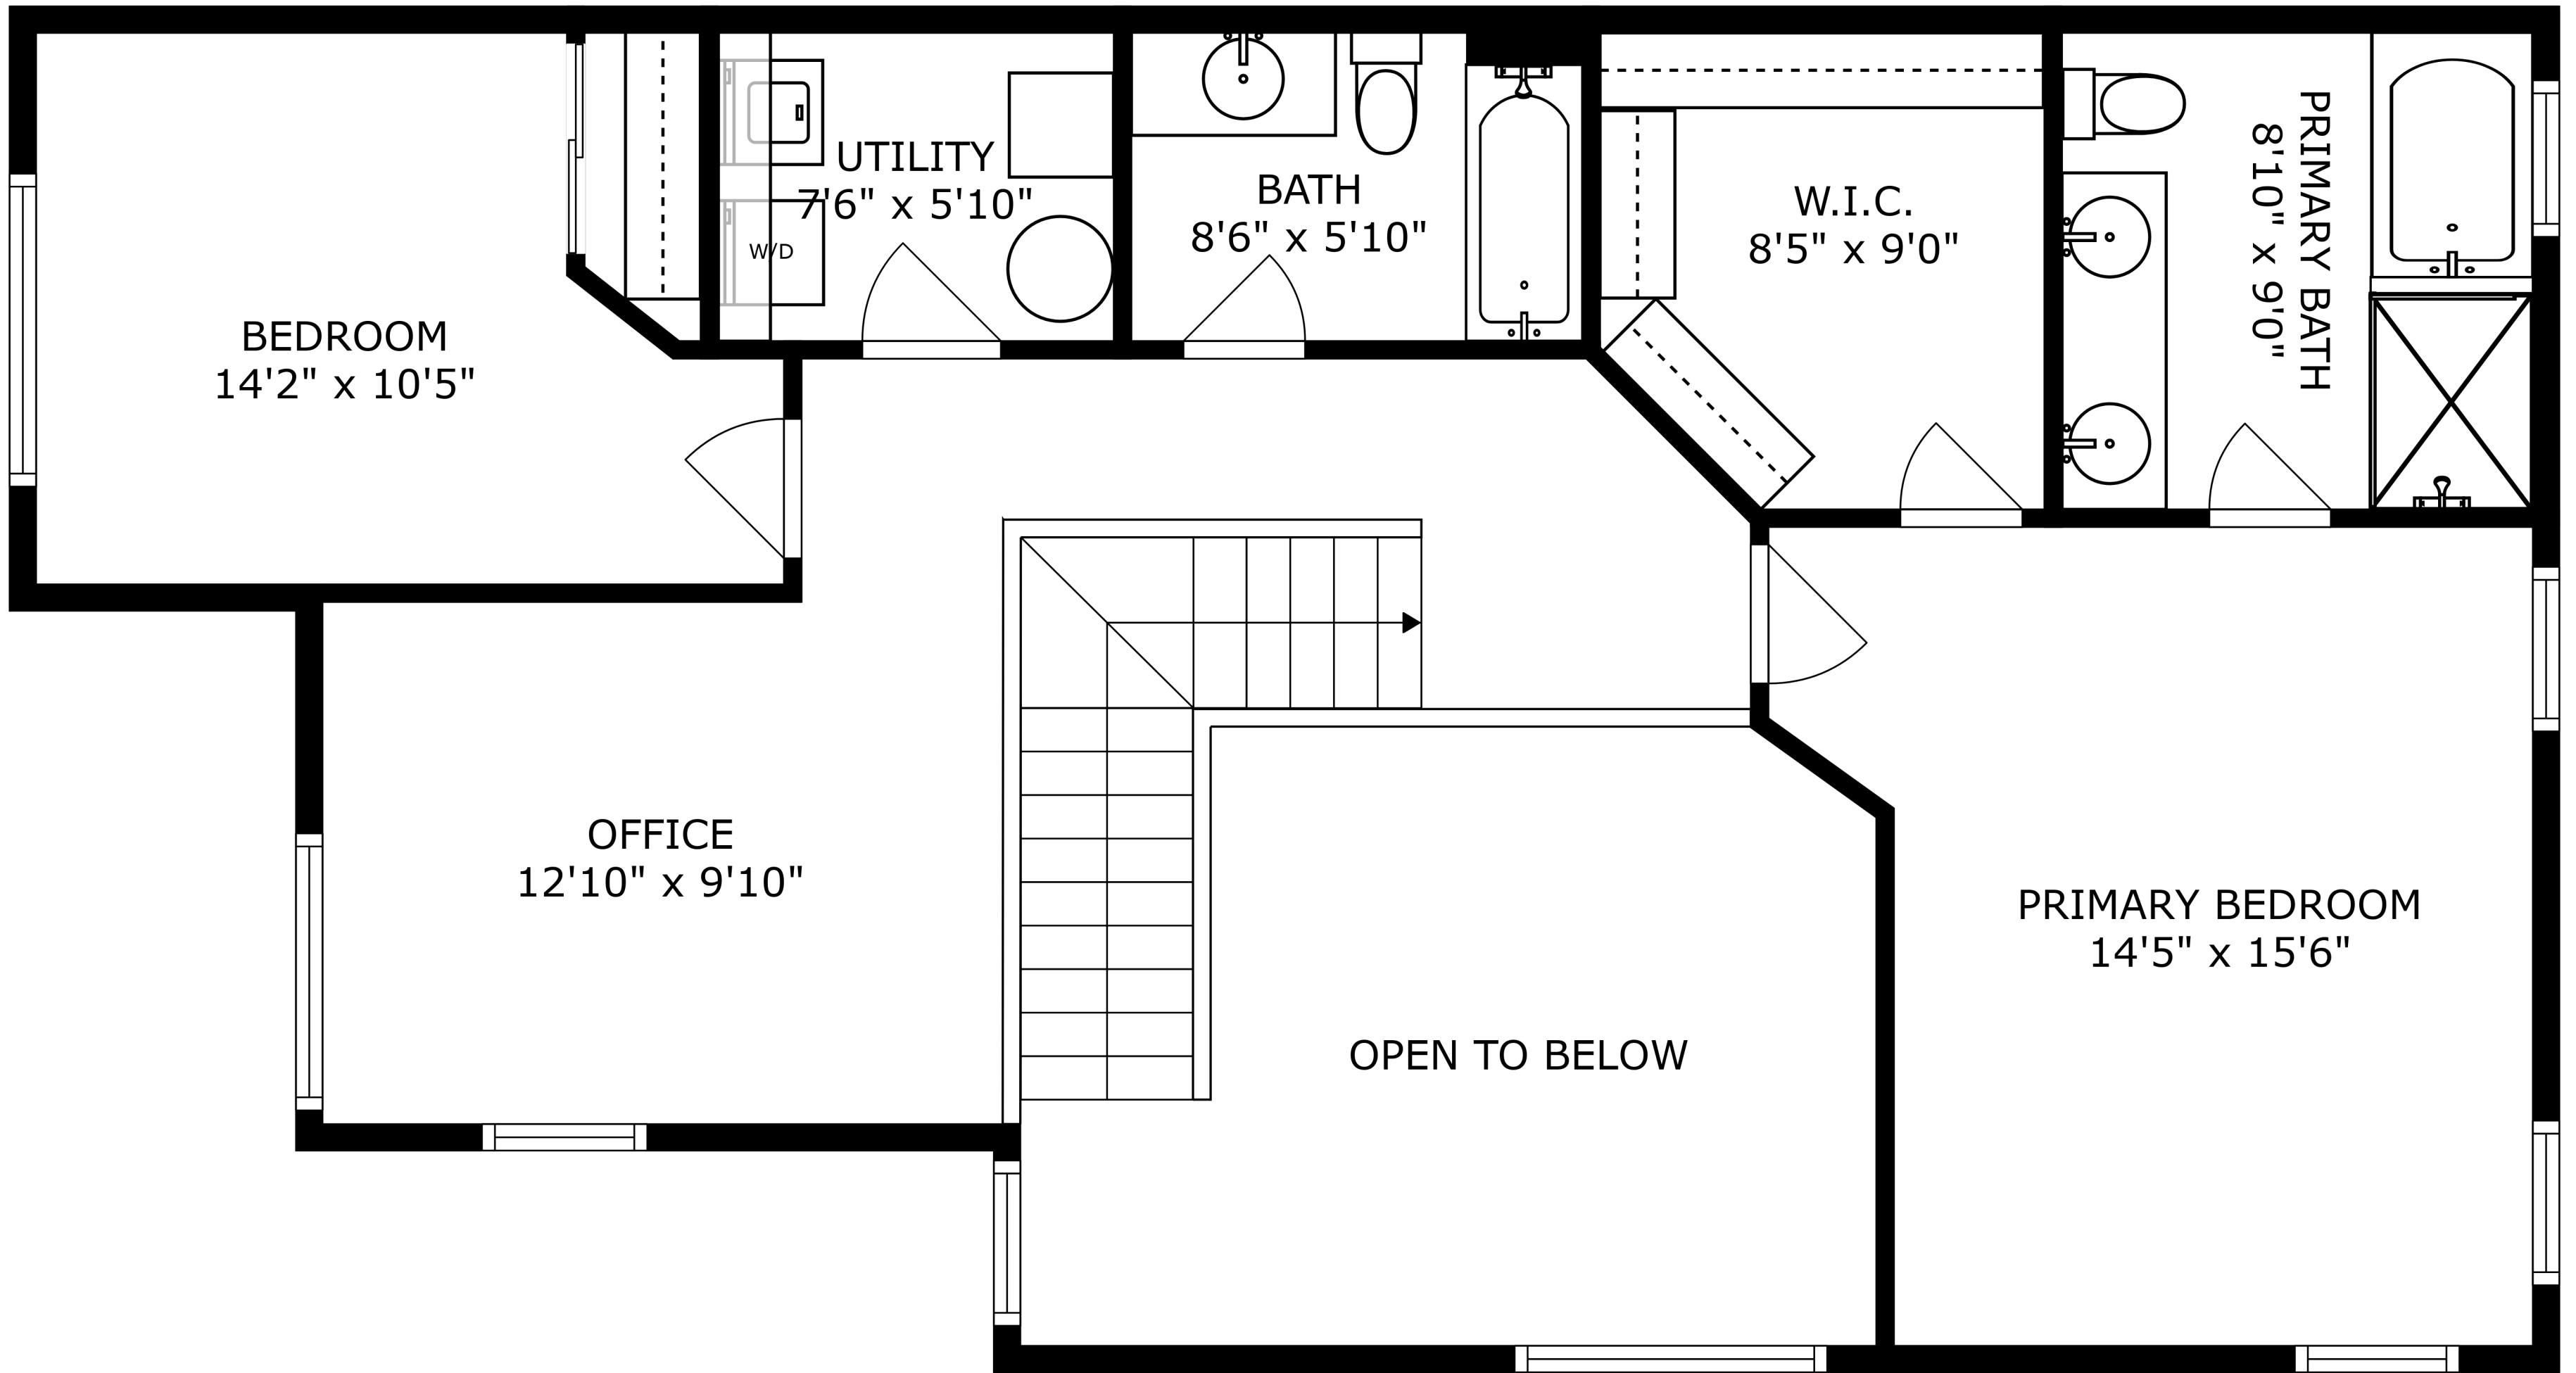 UTILITY
7'6" x 5'10"
W/D
BATH
8'6" x 5'10"
W.I.C.
8'5" x 9'0"
PRIMARY BATH
8'10" x 9'0"
BEDROOM
14'2" x 10'5"
OFFICE
12'10" x 9'10"
PRIMARY BEDROOM
14'5" x 15'6"
OPEN TO BELOW